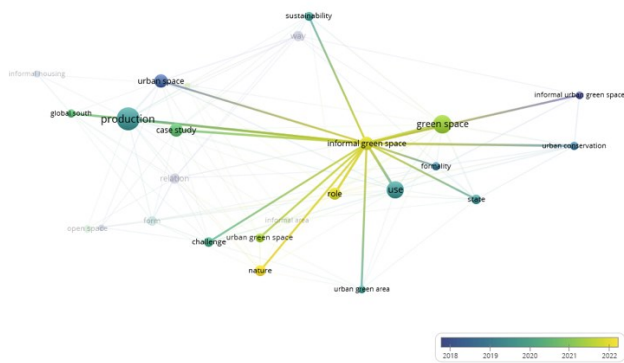 sustainability
way
informal housing
urban space
informal urban green space
global south
production
case study
green space
informal green space
urban conservation
formality
relation
role
use
state
open space
form
informal area
challenge
urban green space
nature
urban green area
2018 2019 2020 2021 2022